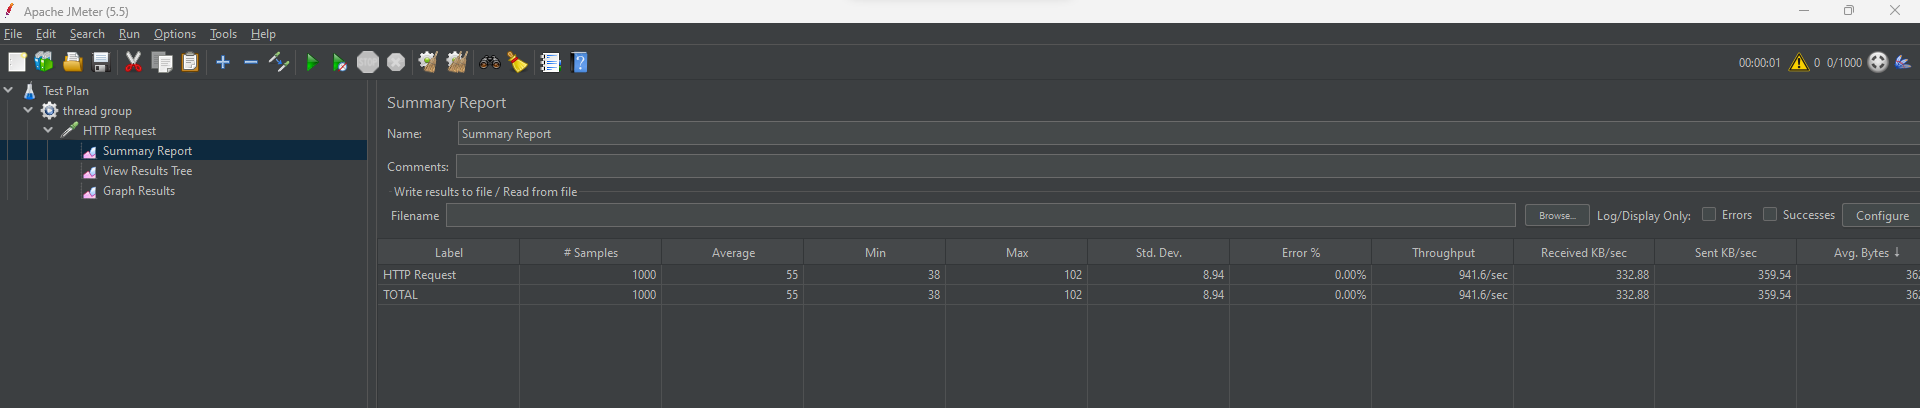 Apache JMeter (5.5)
File Edit Search Run Options Tools Help
STOP
00:00:01 0 0/1000
Test Plan
thread group
HTTP Request
Summary Report
View Results Tree
Graph Results
Summary Report
Name: Summary Report
Comments:
Write results to file / Read from file
Filename Browse... Log/Display Only: Errors Successes Configure
Label # Samples Average Min Max Std. Dev. Error % Throughput Received KB/sec Sent KB/sec Avg. Bytes ↓
HTTP Request 1000 55 38 102 8.94 0.00% 941.6/sec 332.88 359.54
TOTAL 1000 55 38 102 8.94 0.00% 941.6/sec 332.88 359.54